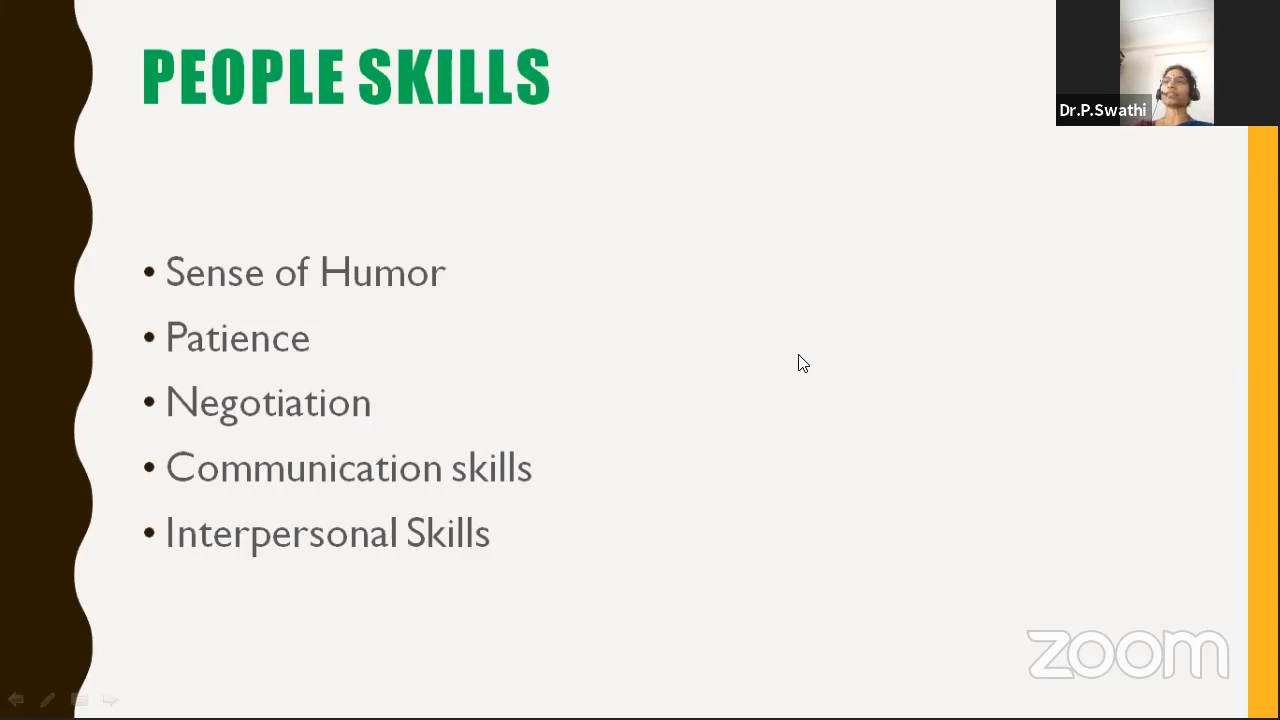 PEOPLE SKILLS
Dr.P.Swathi
• Sense of Humor
• Patience
• Negotiation
• Communication skills
• Interpersonal Skills
zoom